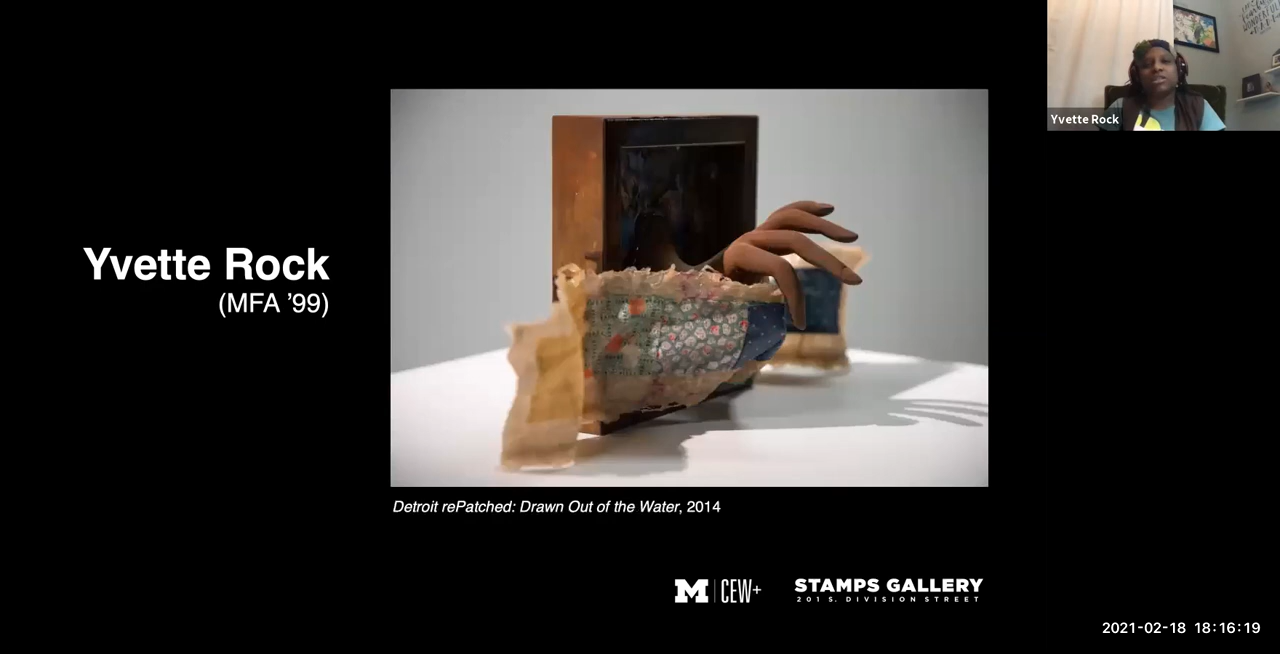 Yvette Rock
Yvette Rock
(MFA ’99)
Detroit rePatched: Drawn Out of the Water, 2014
M CEW+
STAMPS GALLERY
201 S. DIVISION STREET
2021-02-18 18:16:19